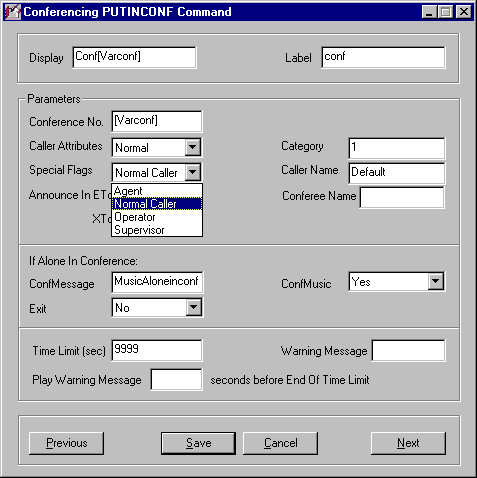 Conferencing PUTINCONF Command
Display Conf[Varconf] Label conf
Parameters
Conference No. [Varconf]
Caller Attributes Normal Category 1
Special Flags Normal Caller Caller Name Default
Announce In ETo Agent Conferee Name
Normal Caller
XTo Operator
Supervisor
If Alone In Conference:
ConfMessage MusicAloneinconf ConfMusic Yes
Exit No
Time Limit (sec) 9999 Warning Message
Play Warning Message seconds before End Of Time Limit
Previous Save Cancel Next